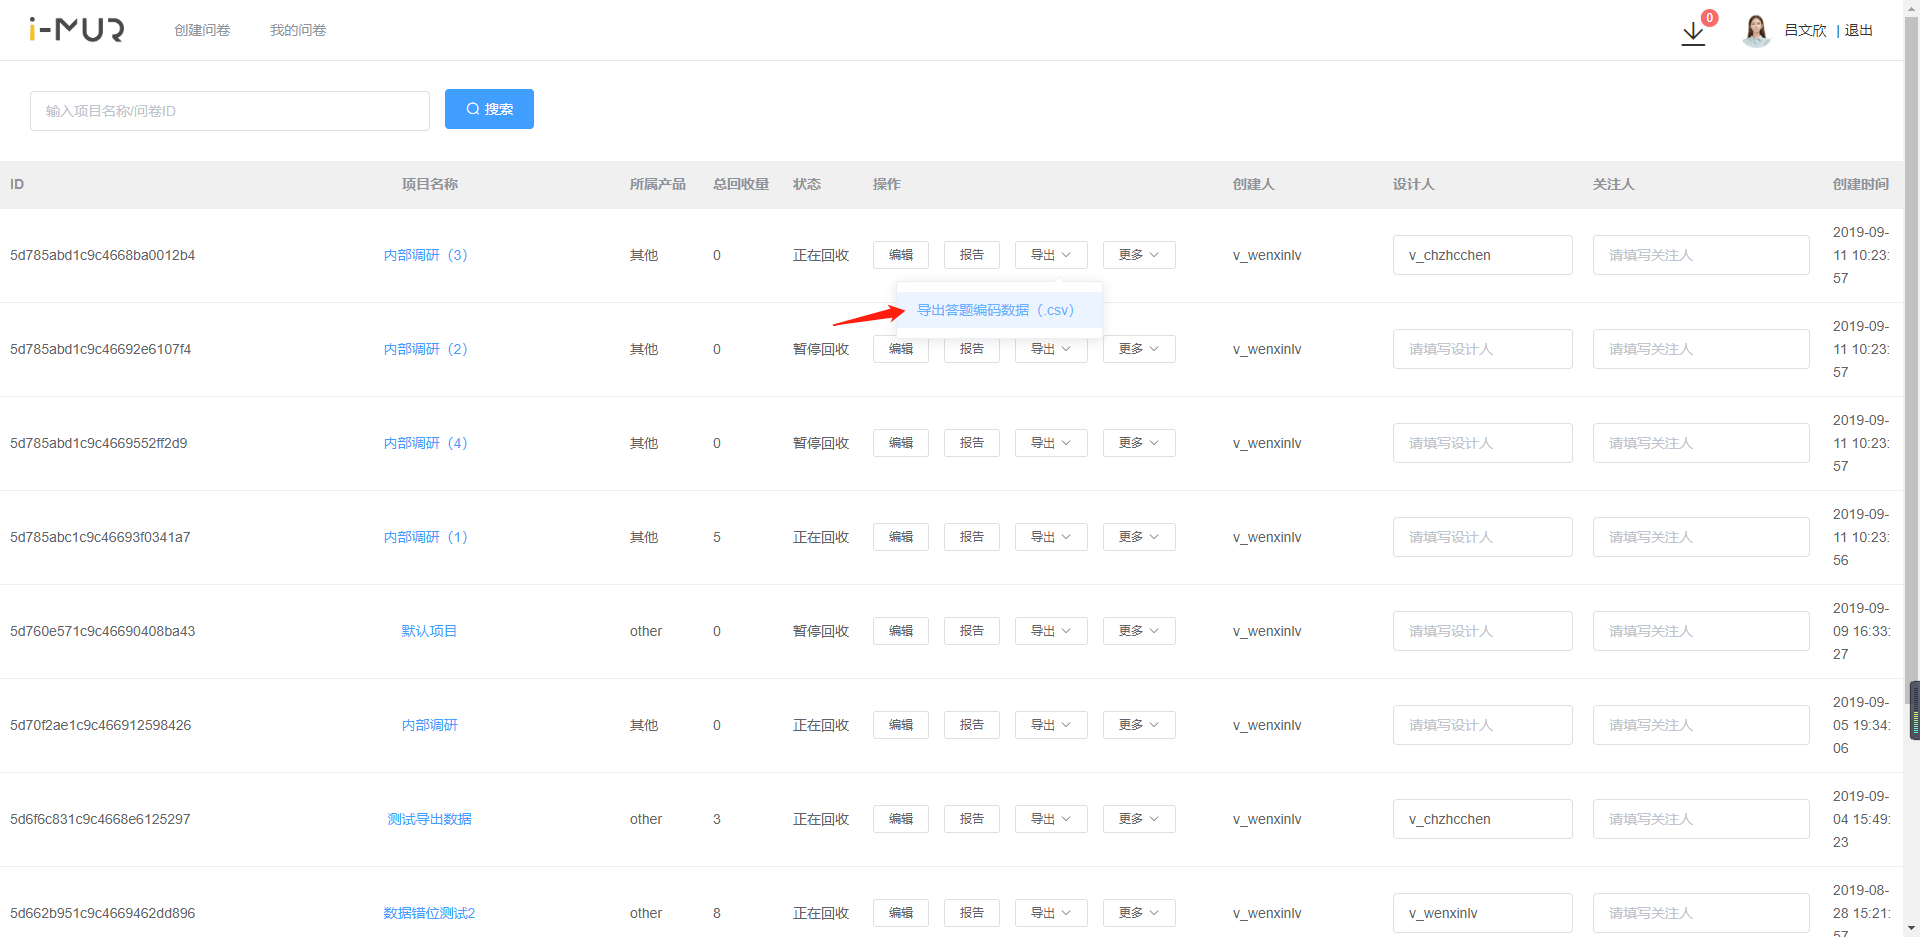 i-MUR 创建问卷 我的问卷 0 吕文欣 | 退出
输入项目名称/问卷ID 搜索
ID 项目名称 所属产品 总回收量 状态 操作 创建人 设计人 关注人 创建时间
5d785abd1c9c4668ba0012b4 内部调研（3） 其他 0 正在回收 编辑 报告 导出 更多 v_wenxinlv v_chzhcchen 请填写关注人 2019-09-
11 10:23:
57
导出答题编码数据（.csv）
5d785abd1c9c46692e6107f4 内部调研（2） 其他 0 暂停回收 编辑 报告 导出 更多 v_wenxinlv 请填写设计人 请填写关注人 2019-09-
11 10:23:
57
5d785abd1c9c4669552ff2d9 内部调研（4） 其他 0 暂停回收 编辑 报告 导出 更多 v_wenxinlv 请填写设计人 请填写关注人 2019-09-
11 10:23:
57
5d785abc1c9c46693f0341a7 内部调研（1） 其他 5 正在回收 编辑 报告 导出 更多 v_wenxinlv 请填写设计人 请填写关注人 2019-09-
11 10:23:
56
5d760e571c9c46690408ba43 默认项目 other 0 暂停回收 编辑 报告 导出 更多 v_wenxinlv 请填写设计人 请填写关注人 2019-09-
09 16:33:
27
5d70f2ae1c9c466912598426 内部调研 其他 0 正在回收 编辑 报告 导出 更多 v_wenxinlv 请填写设计人 请填写关注人 2019-09-
05 19:34:
06
5d6f6c831c9c4668e6125297 测试导出数据 other 3 正在回收 编辑 报告 导出 更多 v_wenxinlv v_chzhcchen 请填写关注人 2019-09-
04 15:49:
23
5d662b951c9c4669462dd896 数据错位测试2 other 8 正在回收 编辑 报告 导出 更多 v_wenxinlv v_wenxinlv 请填写关注人 2019-08-
28 15:21:
57